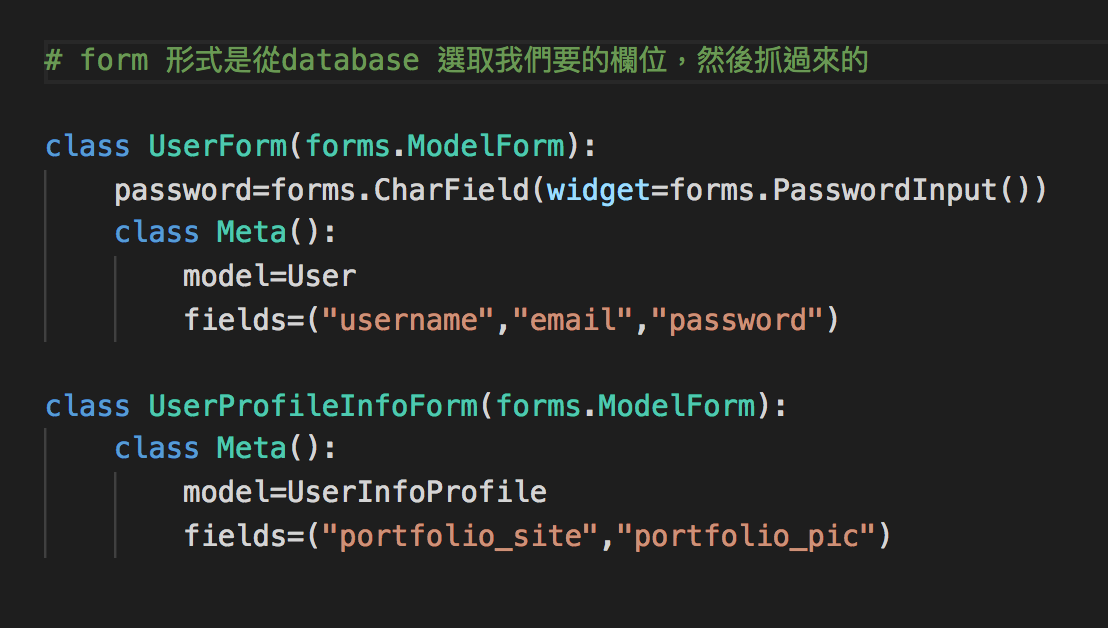 # form 形式是從database 選取我們要的欄位，然後抓過來的
class UserForm(forms.ModelForm):
    password=forms.CharField(widget=forms.PasswordInput())
    class Meta():
        model=User
        fields=("username","email","password")
class UserProfileInfoForm(forms.ModelForm):
    class Meta():
        model=UserInfoProfile
        fields=("portfolio_site","portfolio_pic")